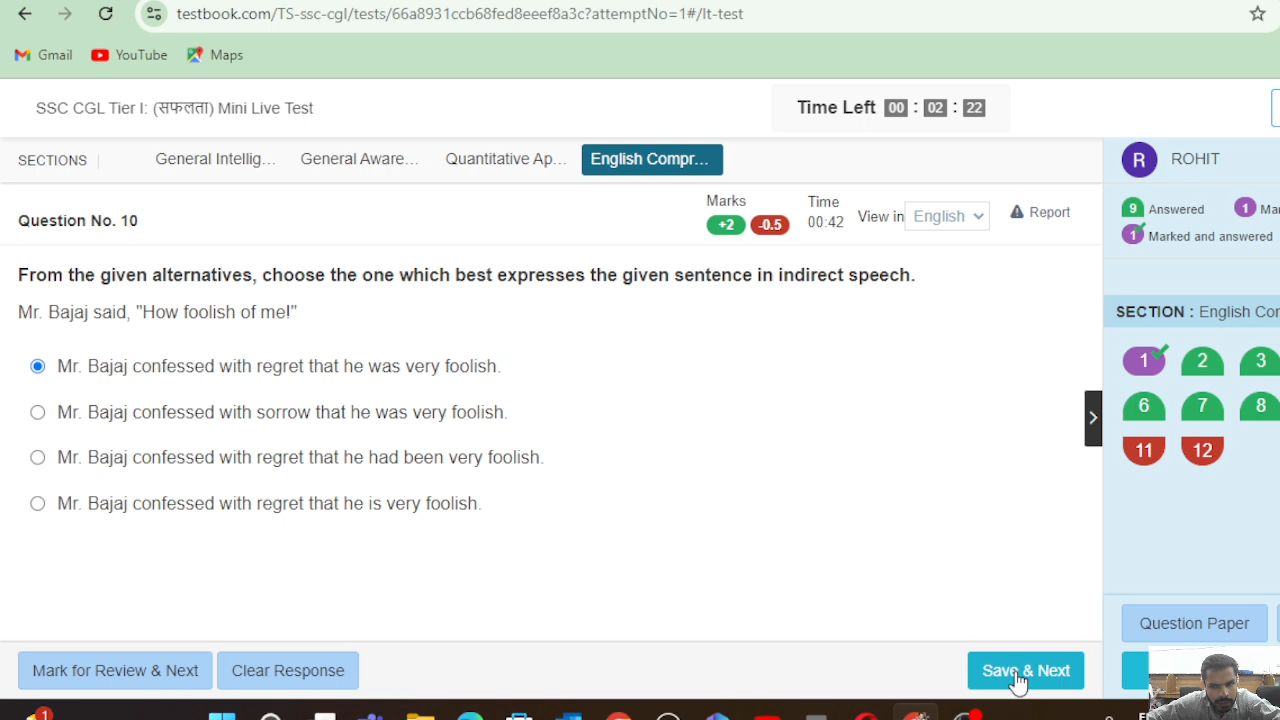 testbook.com/TS-ssc-cgl/tests/66a8931ccb68fed8eeef8a3c?attemptNo=1#/lt-test
Gmail YouTube Maps
SSC CGL Tier I: (सफलता) Mini Live Test
Time Left 00 : 02 : 22
SECTIONS General Intellig... General Aware... Quantitative Ap... English Compr...
R ROHIT
Question No. 10
Marks
+2 -0.5
Time
00:42
View in English
Report
9 Answered 1 Mar
1 Marked and answered
From the given alternatives, choose the one which best expresses the given sentence in indirect speech.
Mr. Bajaj said, "How foolish of me!"
Mr. Bajaj confessed with regret that he was very foolish.
Mr. Bajaj confessed with sorrow that he was very foolish.
Mr. Bajaj confessed with regret that he had been very foolish.
Mr. Bajaj confessed with regret that he is very foolish.
SECTION : English Con
1 2 3
6 7 8
11 12
Question Paper
Mark for Review & Next Clear Response Save & Next
1